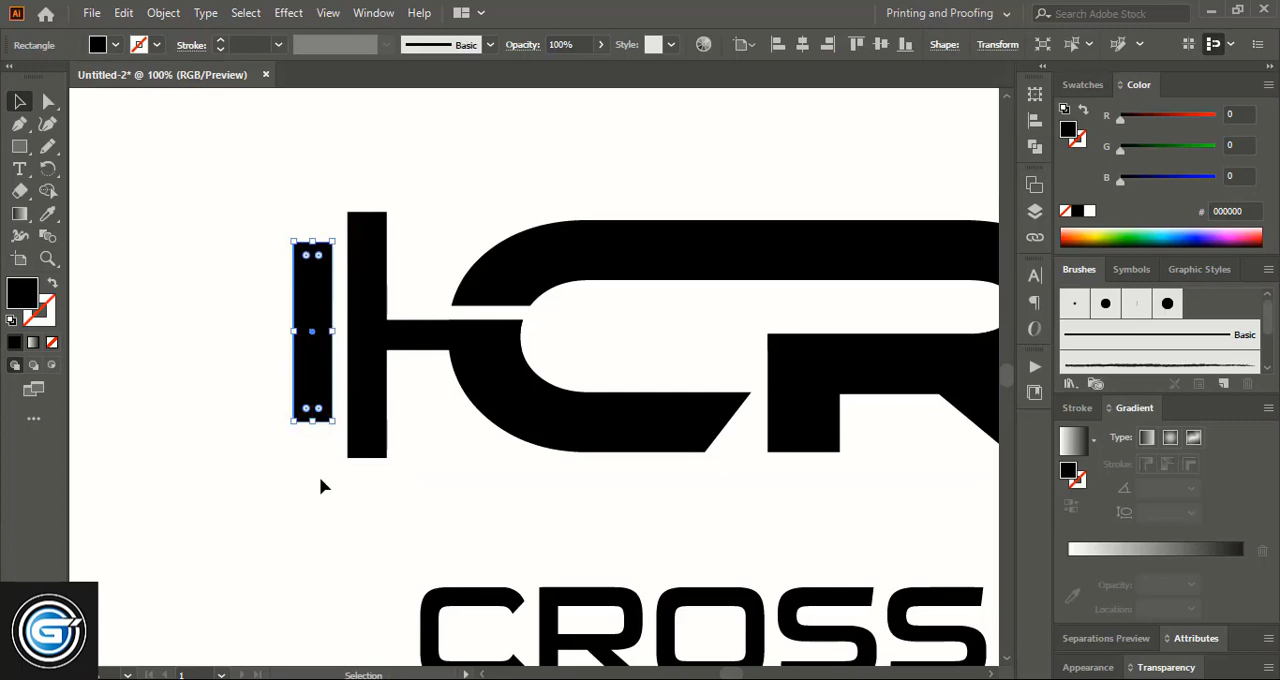 Ai File Edit Object Type Select Effect View Window Help Printing and Proofing Search Adobe Stock
Rectangle Stroke: Basic Opacity: 100% Style: Shape: Transform
Untitled-2* @ 100% (RGB/Preview) ×
Swatches Color
R 0
G 0
B 0
# 000000
Brushes Symbols Graphic Styles
Basic
Stroke Gradient
Type:
Stroke:
Opacity:
Location:
Separations Preview Attributes
Appearance Transparency
CR
CROSS
G
1 Selection